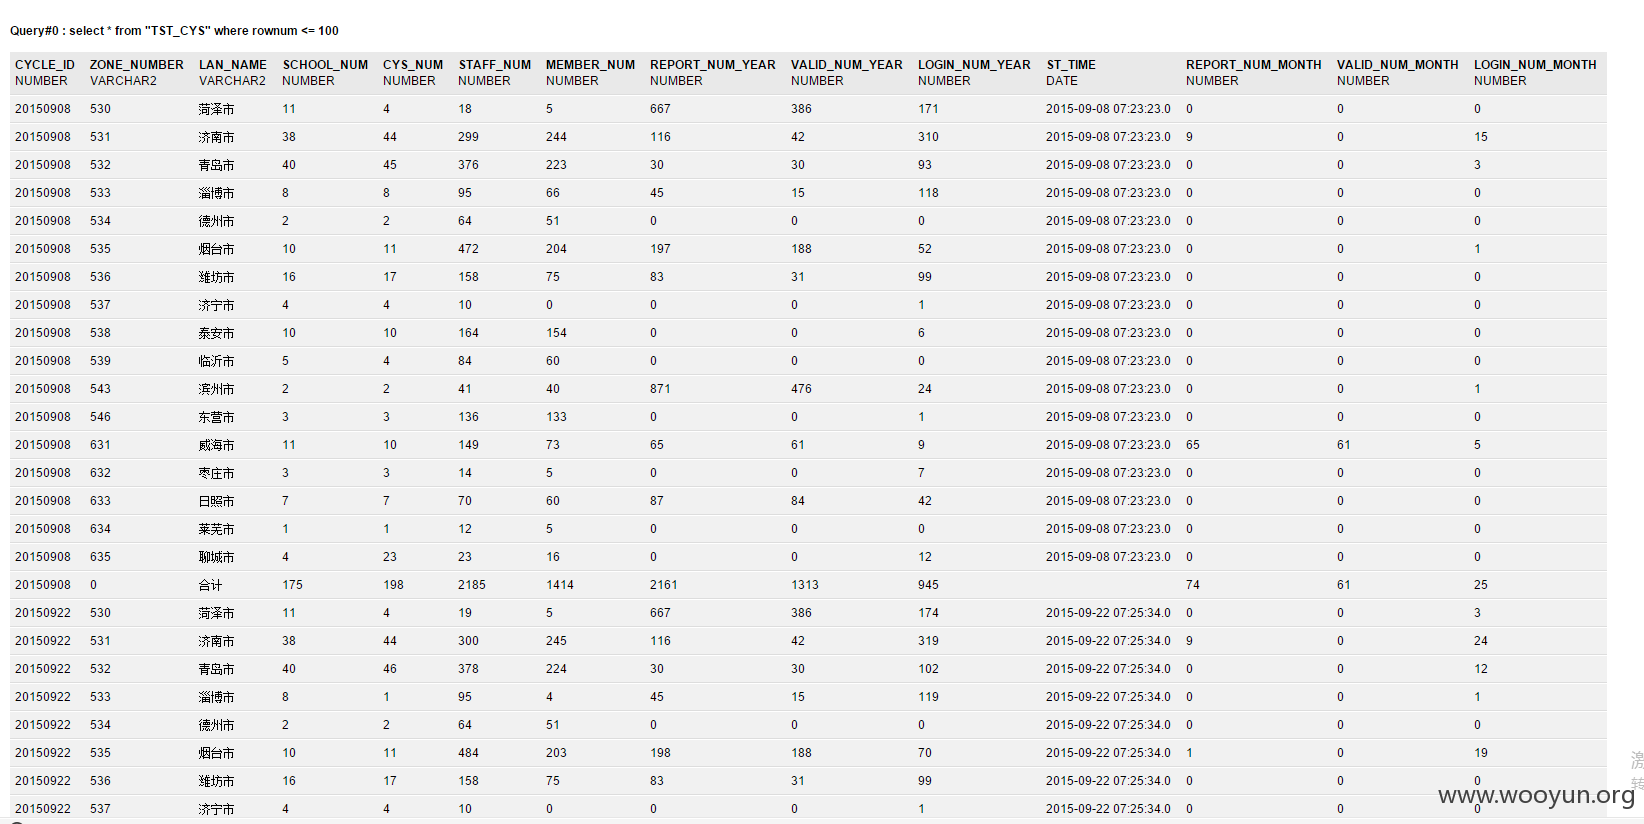 Query#0 : select * from "TST_CYS" where rownum <= 100
CYCLE_ID ZONE_NUMBER LAN_NAME SCHOOL_NUM CYS_NUM STAFF_NUM MEMBER_NUM REPORT_NUM_YEAR VALID_NUM_YEAR LOGIN_NUM_YEAR ST_TIME REPORT_NUM_MONTH VALID_NUM_MONTH LOGIN_NUM_MONTH
NUMBER VARCHAR2 VARCHAR2 NUMBER NUMBER NUMBER NUMBER NUMBER NUMBER NUMBER DATE NUMBER NUMBER NUMBER
20150908 530 菏泽市 11 4 18 5 667 386 171 2015-09-08 07:23:23.0 0 0 0
20150908 531 济南市 38 44 299 244 116 42 310 2015-09-08 07:23:23.0 9 0 15
20150908 532 青岛市 40 45 376 223 30 30 93 2015-09-08 07:23:23.0 0 0 3
20150908 533 淄博市 8 8 95 66 45 15 118 2015-09-08 07:23:23.0 0 0 0
20150908 534 德州市 2 2 64 51 0 0 0 2015-09-08 07:23:23.0 0 0 0
20150908 535 烟台市 10 11 472 204 197 188 52 2015-09-08 07:23:23.0 0 0 1
20150908 536 潍坊市 16 17 158 75 83 31 99 2015-09-08 07:23:23.0 0 0 0
20150908 537 济宁市 4 4 10 0 0 0 1 2015-09-08 07:23:23.0 0 0 0
20150908 538 泰安市 10 10 164 154 0 0 6 2015-09-08 07:23:23.0 0 0 0
20150908 539 临沂市 5 4 84 60 0 0 0 2015-09-08 07:23:23.0 0 0 0
20150908 543 滨州市 2 2 41 40 871 476 24 2015-09-08 07:23:23.0 0 0 1
20150908 546 东营市 3 3 136 133 0 0 1 2015-09-08 07:23:23.0 0 0 0
20150908 631 威海市 11 10 149 73 65 61 9 2015-09-08 07:23:23.0 65 61 5
20150908 632 枣庄市 3 3 14 5 0 0 7 2015-09-08 07:23:23.0 0 0 0
20150908 633 日照市 7 7 70 60 87 84 42 2015-09-08 07:23:23.0 0 0 0
20150908 634 莱芜市 1 1 12 5 0 0 0 2015-09-08 07:23:23.0 0 0 0
20150908 635 聊城市 4 23 23 16 0 0 12 2015-09-08 07:23:23.0 0 0 0
20150908 0 合计 175 198 2185 1414 2161 1313 945 74 61 25
20150922 530 菏泽市 11 4 19 5 667 386 174 2015-09-22 07:25:34.0 0 0 3
20150922 531 济南市 38 44 300 245 116 42 319 2015-09-22 07:25:34.0 9 0 24
20150922 532 青岛市 40 46 378 224 30 30 102 2015-09-22 07:25:34.0 0 0 12
20150922 533 淄博市 8 1 95 4 45 15 119 2015-09-22 07:25:34.0 0 0 1
20150922 534 德州市 2 2 64 51 0 0 0 2015-09-22 07:25:34.0 0 0 0
20150922 535 烟台市 10 11 484 203 198 188 70 2015-09-22 07:25:34.0 1 0 19
20150922 536 潍坊市 16 17 158 75 83 31 99 2015-09-22 07:25:34.0 0 0 0
20150922 537 济宁市 4 4 10 0 0 0 1 2015-09-22 07:25:34.0 0 0 0
www.wooyun.org